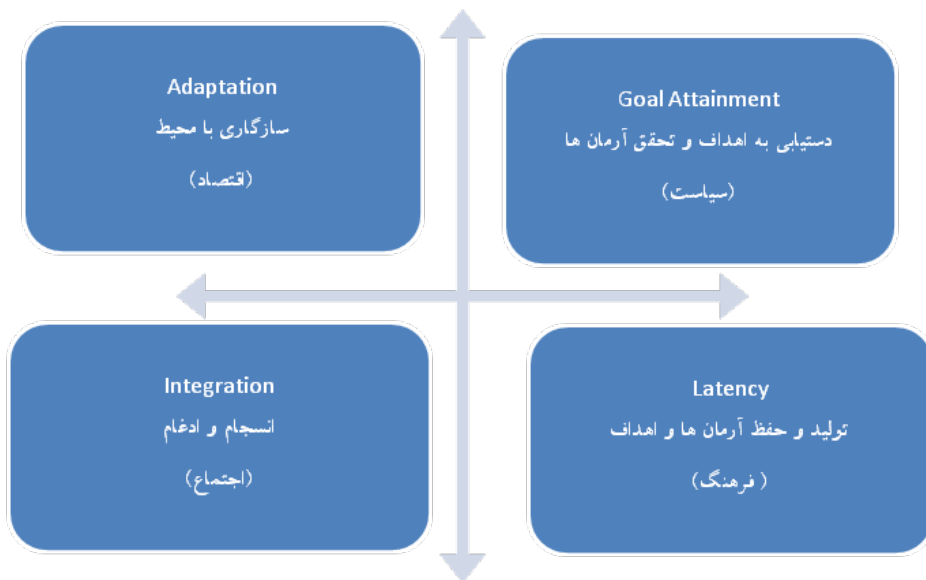 Adaptation
سازگاری با محیط
(اقتصاد)
Goal Attainment
دستیابی به اهداف و تحقق آرمان ها
(سیاست)
Integration
انسجام و ادغام
(اجتماع)
Latency
تولید و حفظ آرمان ها و اهداف
( فرهنگ)